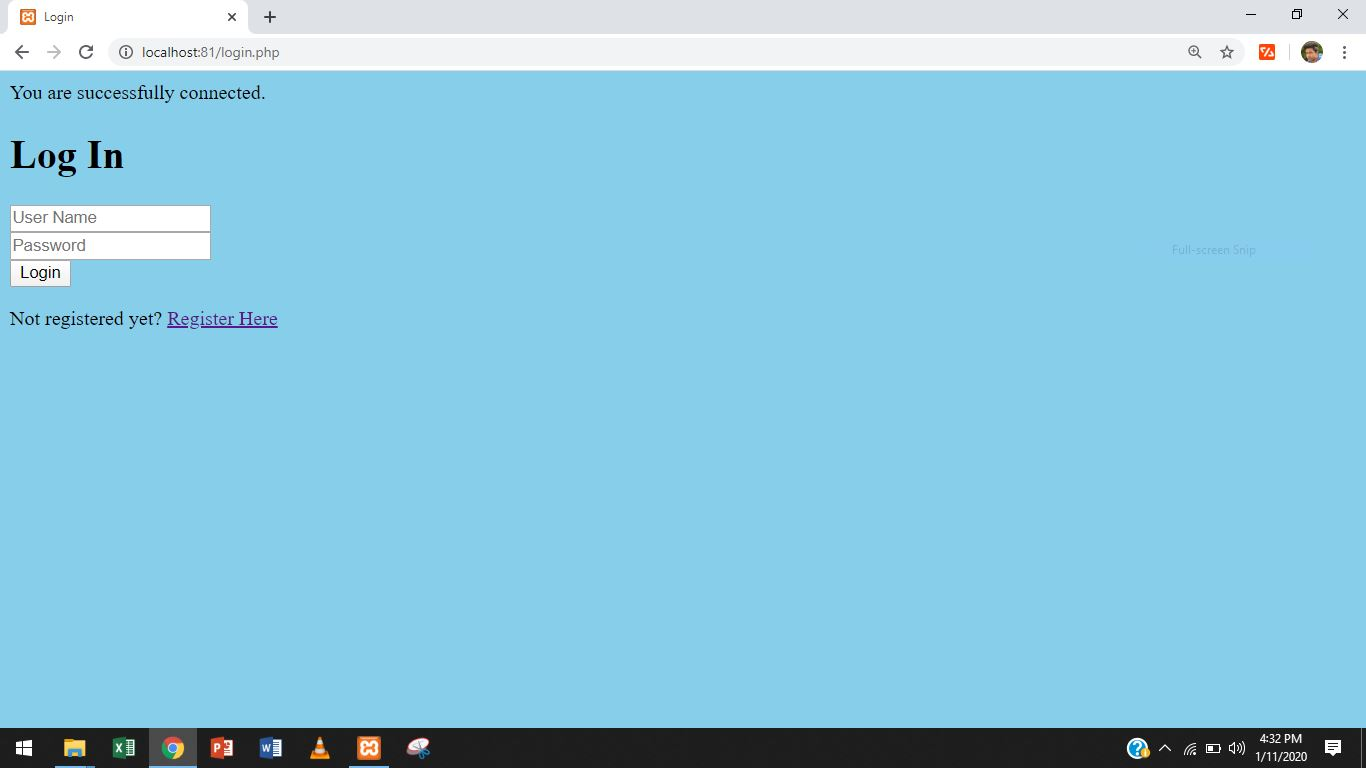 Login
localhost:81/login.php
You are successfully connected.
Log In
User Name
Password
Full-screen Snip
Login
Not registered yet? Register Here
4:32 PM
1/11/2020